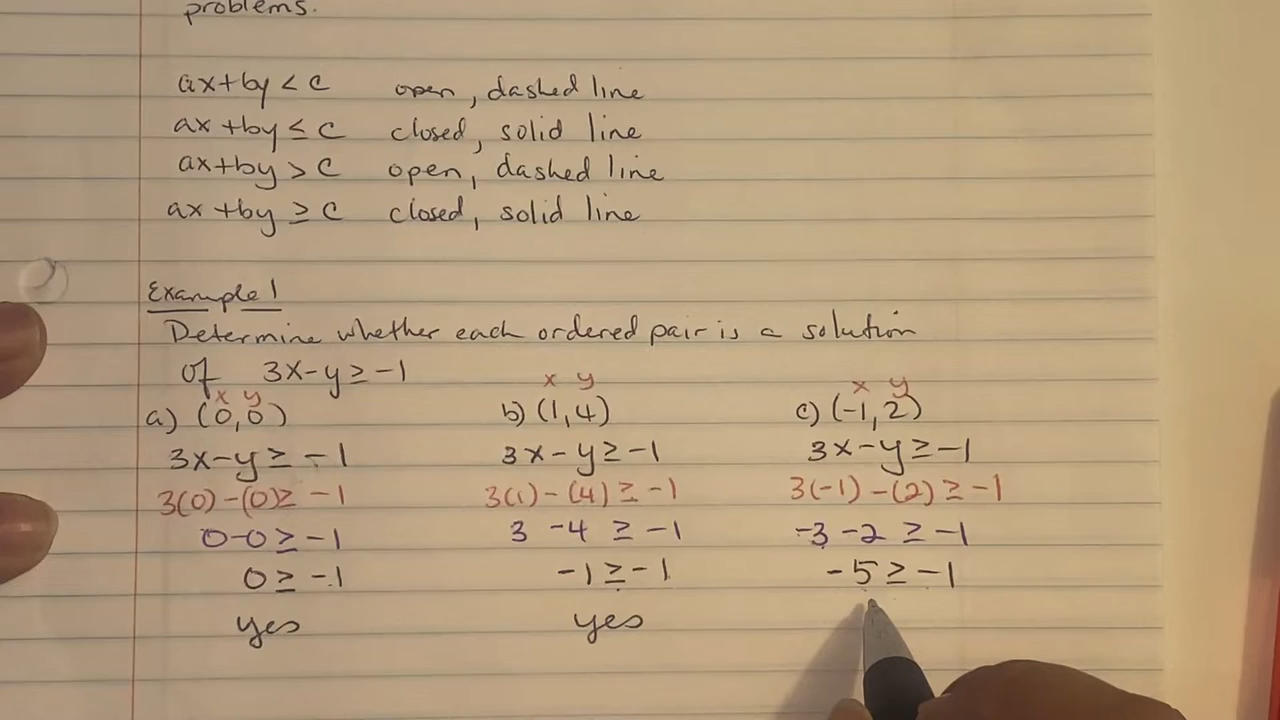 problems.
ax+by < c open, dashed line
ax+by ≤ c closed, solid line
ax+by > c open, dashed line
ax+by ≥ c closed, solid line
Example 1
Determine whether each ordered pair is a solution
of 3x-y ≥ -1
x y x y x y
a) (0,0) b) (1,4) c) (-1,2)
3x-y ≥ -1 3x-y ≥ -1 3x-y ≥ -1
3(0)-(0) ≥ -1 3(1)-(4) ≥ -1 3(-1)-(2) ≥ -1
0-0 ≥ -1 3-4 ≥ -1 -3-2 ≥ -1
0 ≥ -1 -1 ≥ -1 -5 ≥ -1
yes yes